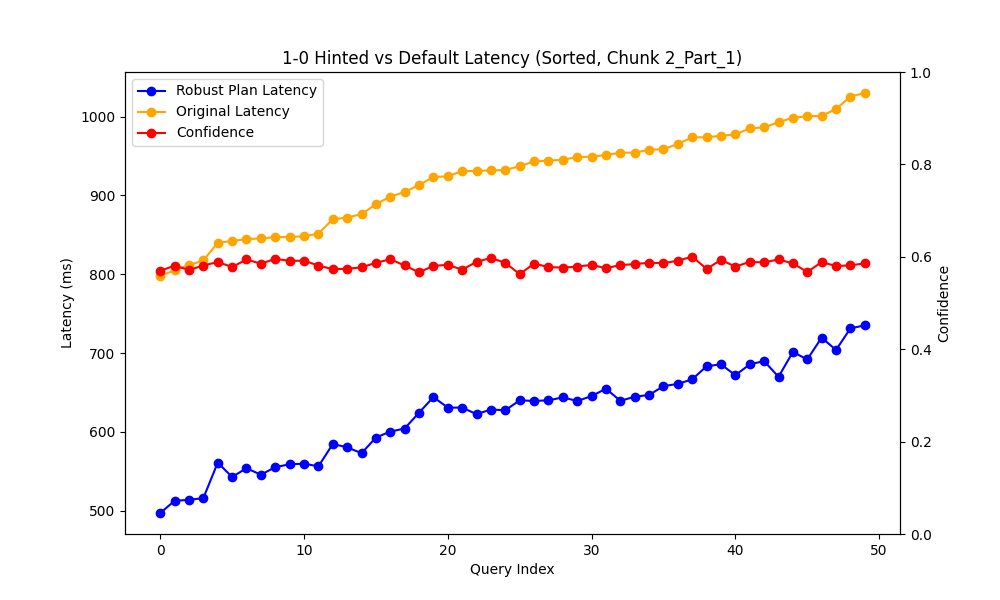 1-0 Hinted vs Default Latency (Sorted, Chunk 2_Part_1)
Robust Plan Latency
Original Latency
Confidence
Latency (ms)
1000
900
800
700
600
500
1.0
0.8
0.6
0.4
0.2
0.0
Confidence
0 10 20 30 40 50
Query Index